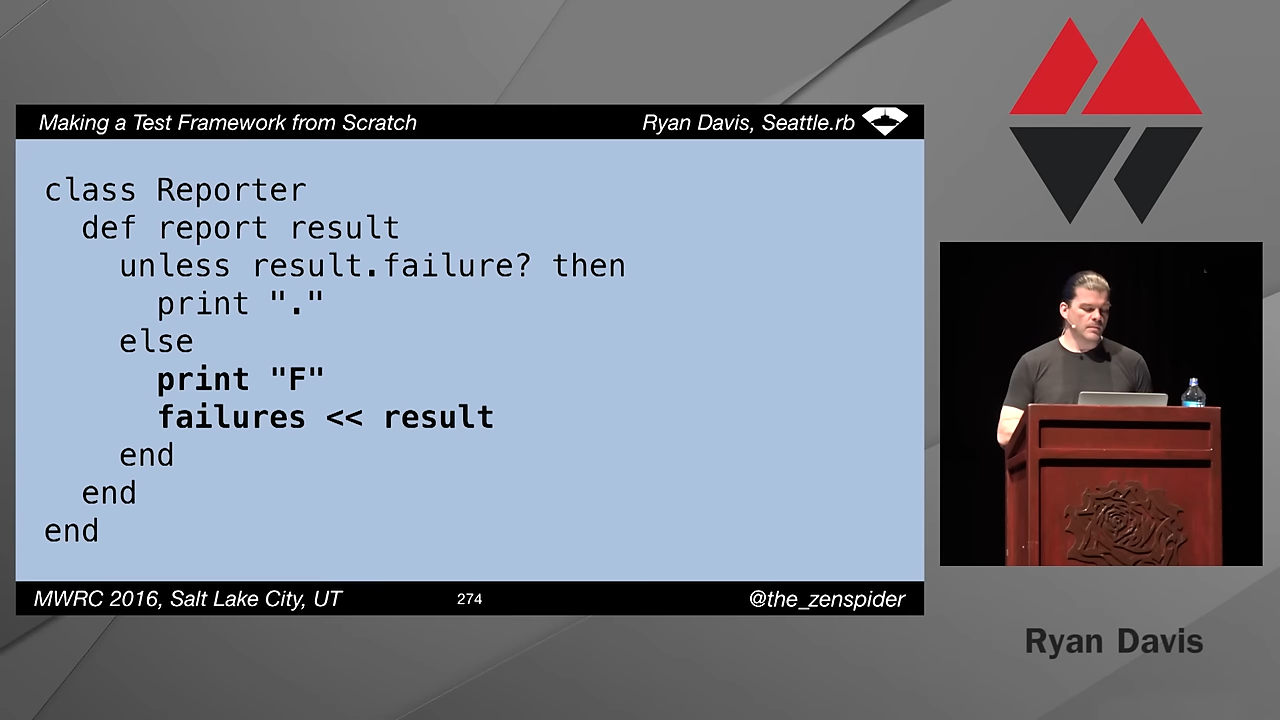 Making a Test Framework from Scratch
Ryan Davis, Seattle.rb
class Reporter
  def report result
    unless result.failure? then
      print "."
    else
      print "F"
      failures << result
    end
  end
end
MWRC 2016, Salt Lake City, UT
274
@the_zenspider
Ryan Davis